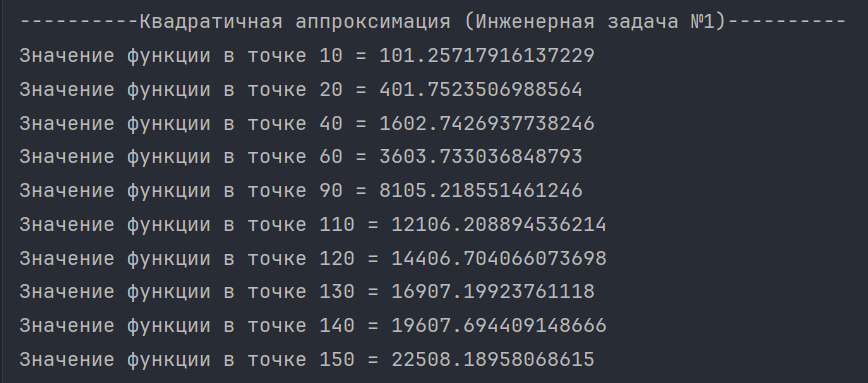 ----------Квадратичная аппроксимация (Инженерная задача №1)----------
Значение функции в точке 10 = 101.25717916137229
Значение функции в точке 20 = 401.7523506988564
Значение функции в точке 40 = 1602.7426937738246
Значение функции в точке 60 = 3603.733036848793
Значение функции в точке 90 = 8105.218551461246
Значение функции в точке 110 = 12106.208894536214
Значение функции в точке 120 = 14406.704066073698
Значение функции в точке 130 = 16907.19923761118
Значение функции в точке 140 = 19607.694409148666
Значение функции в точке 150 = 22508.18958068615